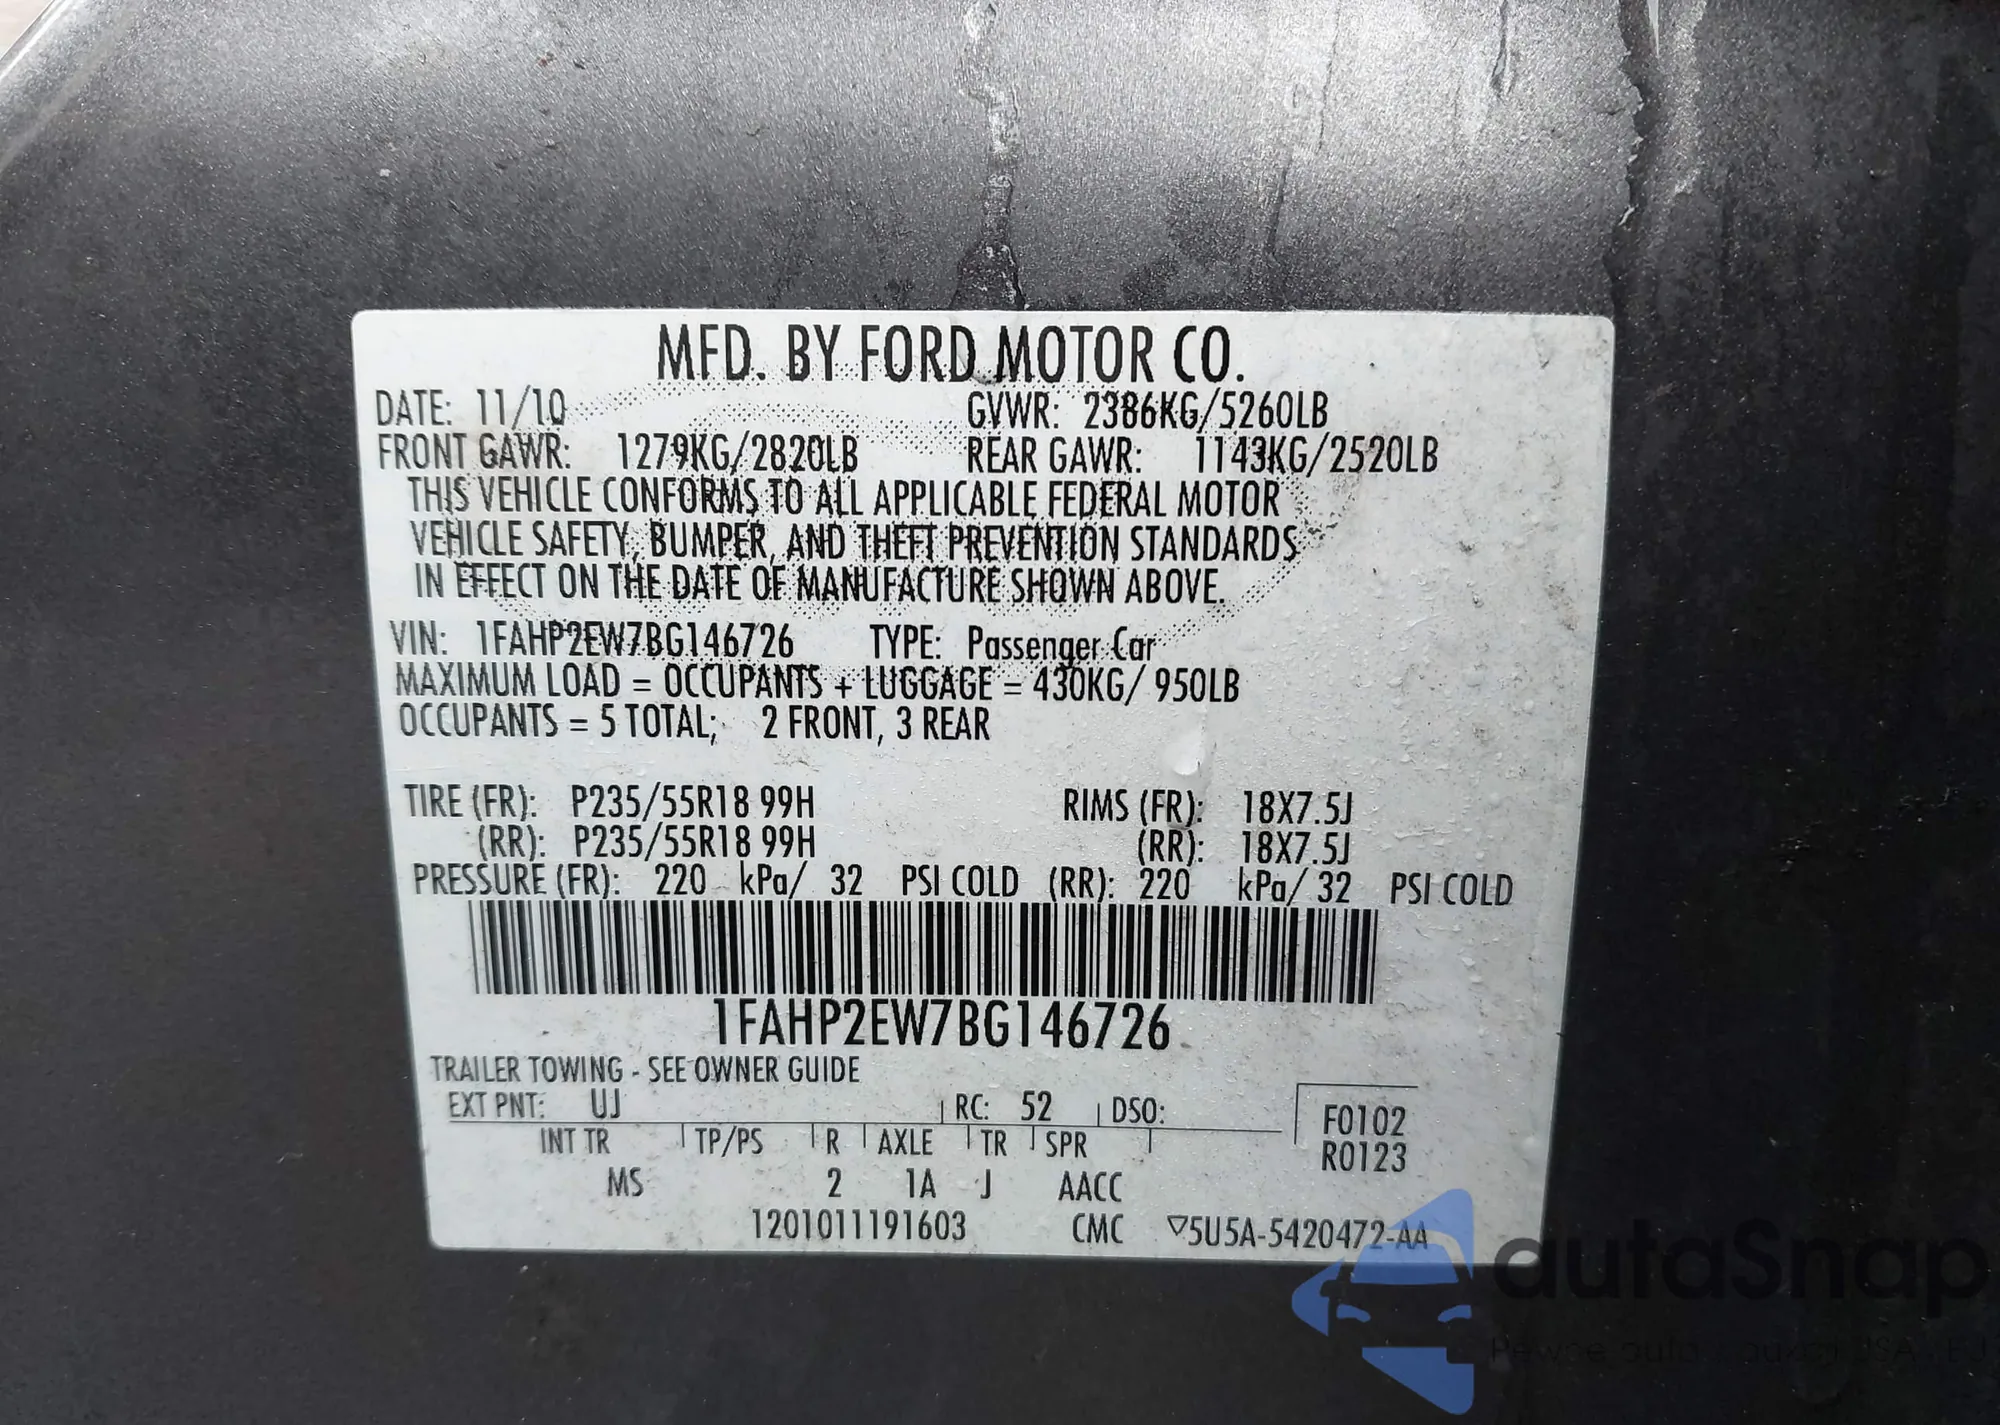 MFD. BY FORD MOTOR CO.
DATE: 11/10 GVWR: 2386KG/5260LB
FRONT GAWR: 1279KG/2820LB REAR GAWR: 1143KG/2520LB
THIS VEHICLE CONFORMS TO ALL APPLICABLE FEDERAL MOTOR
VEHICLE SAFETY, BUMPER, AND THEFT PREVENTION STANDARDS
IN EFFECT ON THE DATE OF MANUFACTURE SHOWN ABOVE.
VIN: 1FAHP2EW7BG146726 TYPE: Passenger Car
MAXIMUM LOAD = OCCUPANTS + LUGGAGE = 430KG/ 950LB
OCCUPANTS = 5 TOTAL; 2 FRONT, 3 REAR
TIRE (FR): P235/55R18 99H RIMS (FR): 18X7.5J
(RR): P235/55R18 99H (RR): 18X7.5J
PRESSURE (FR): 220 kPa/ 32 PSI COLD (RR): 220 kPa/ 32 PSI COLD
1FAHP2EW7BG146726
TRAILER TOWING - SEE OWNER GUIDE
EXT PNT: UJ RC: 52 DSO: F0102
INT TR TP/PS R AXLE TR SPR R0123
MS 2 1A J AACC
1201011191603 CMC ▽5U5A-5420472-AA
autoSnap